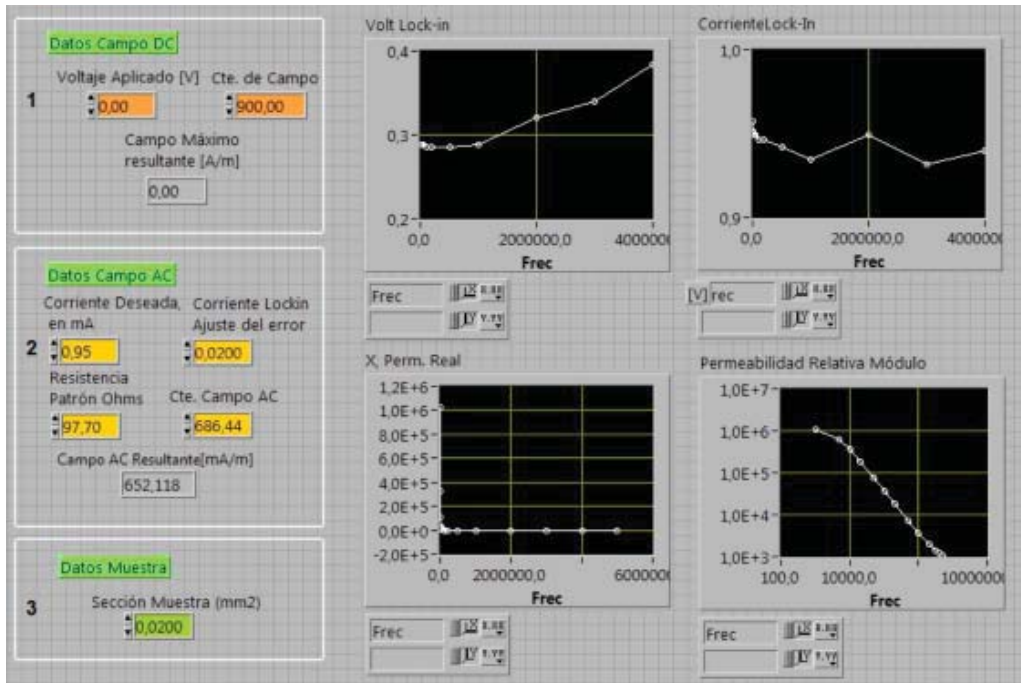 Datos Campo DC
Voltaje Aplicado [V] Cte. de Campo
1
0,00 900,00
Campo Máximo
resultante [A/m]
0,00
Datos Campo AC
Corriente Deseada, Corriente Lockin
en mA Ajuste del error
2
0,95 0,0200
Resistencia
Patrón Ohms Cte. Campo AC
97,70 686,44
Campo AC Resultante[mA/m]
652,118
Datos Muestra
3
Sección Muestra (mm2)
0,0200
Volt Lock-in
0,4
0,3
0,2
0,0 2000000,0 4000000
Frec
Frec
CorrienteLock-In
1,0
0,9
0,0 2000000,0 4000000
Frec
[V] rec
X, Perm. Real
1,2E+6
1,0E+6
8,0E+5
6,0E+5
4,0E+5
2,0E+5
0,0E+0
-2,0E+5
0,0 2000000,0 6000000
Frec
Frec
Permeabilidad Relativa Módulo
1,0E+7
1,0E+6
1,0E+5
1,0E+4
1,0E+3
100,0 10000,0 10000000
Frec
Frec